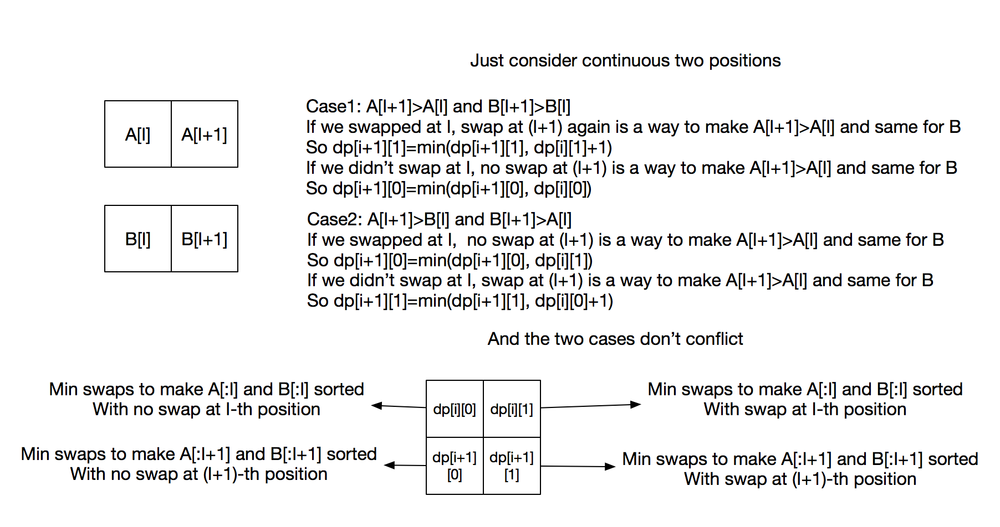 Just consider continuous two positions
A[I] A[I+1]
Case1: A[I+1]>A[I] and B[I+1]>B[I]
If we swapped at I, swap at (I+1) again is a way to make A[I+1]>A[I] and same for B
So dp[i+1][1]=min(dp[i+1][1], dp[i][1]+1)
If we didn't swap at I, no swap at (I+1) is a way to make A[I+1]>A[I] and same for B
So dp[i+1][0]=min(dp[i+1][0], dp[i][0])
B[I] B[I+1]
Case2: A[I+1]>B[I] and B[I+1]>A[I]
If we swapped at I, no swap at (I+1) is a way to make A[I+1]>A[I] and same for B
So dp[i+1][0]=min(dp[i+1][0], dp[i][1])
If we didn't swap at I, swap at (I+1) is a way to make A[I+1]>A[I] and same for B
So dp[i+1][1]=min(dp[i+1][1], dp[i][0]+1)
And the two cases don't conflict
Min swaps to make A[:I] and B[:I] sorted
With no swap at I-th position
dp[i][0] dp[i][1]
Min swaps to make A[:I] and B[:I] sorted
With swap at I-th position
Min swaps to make A[:I+1] and B[:I+1] sorted
With no swap at (I+1)-th position
dp[i+1]
[0]
dp[i+1]
[1]
Min swaps to make A[:I+1] and B[:I+1] sorted
With swap at (I+1)-th position